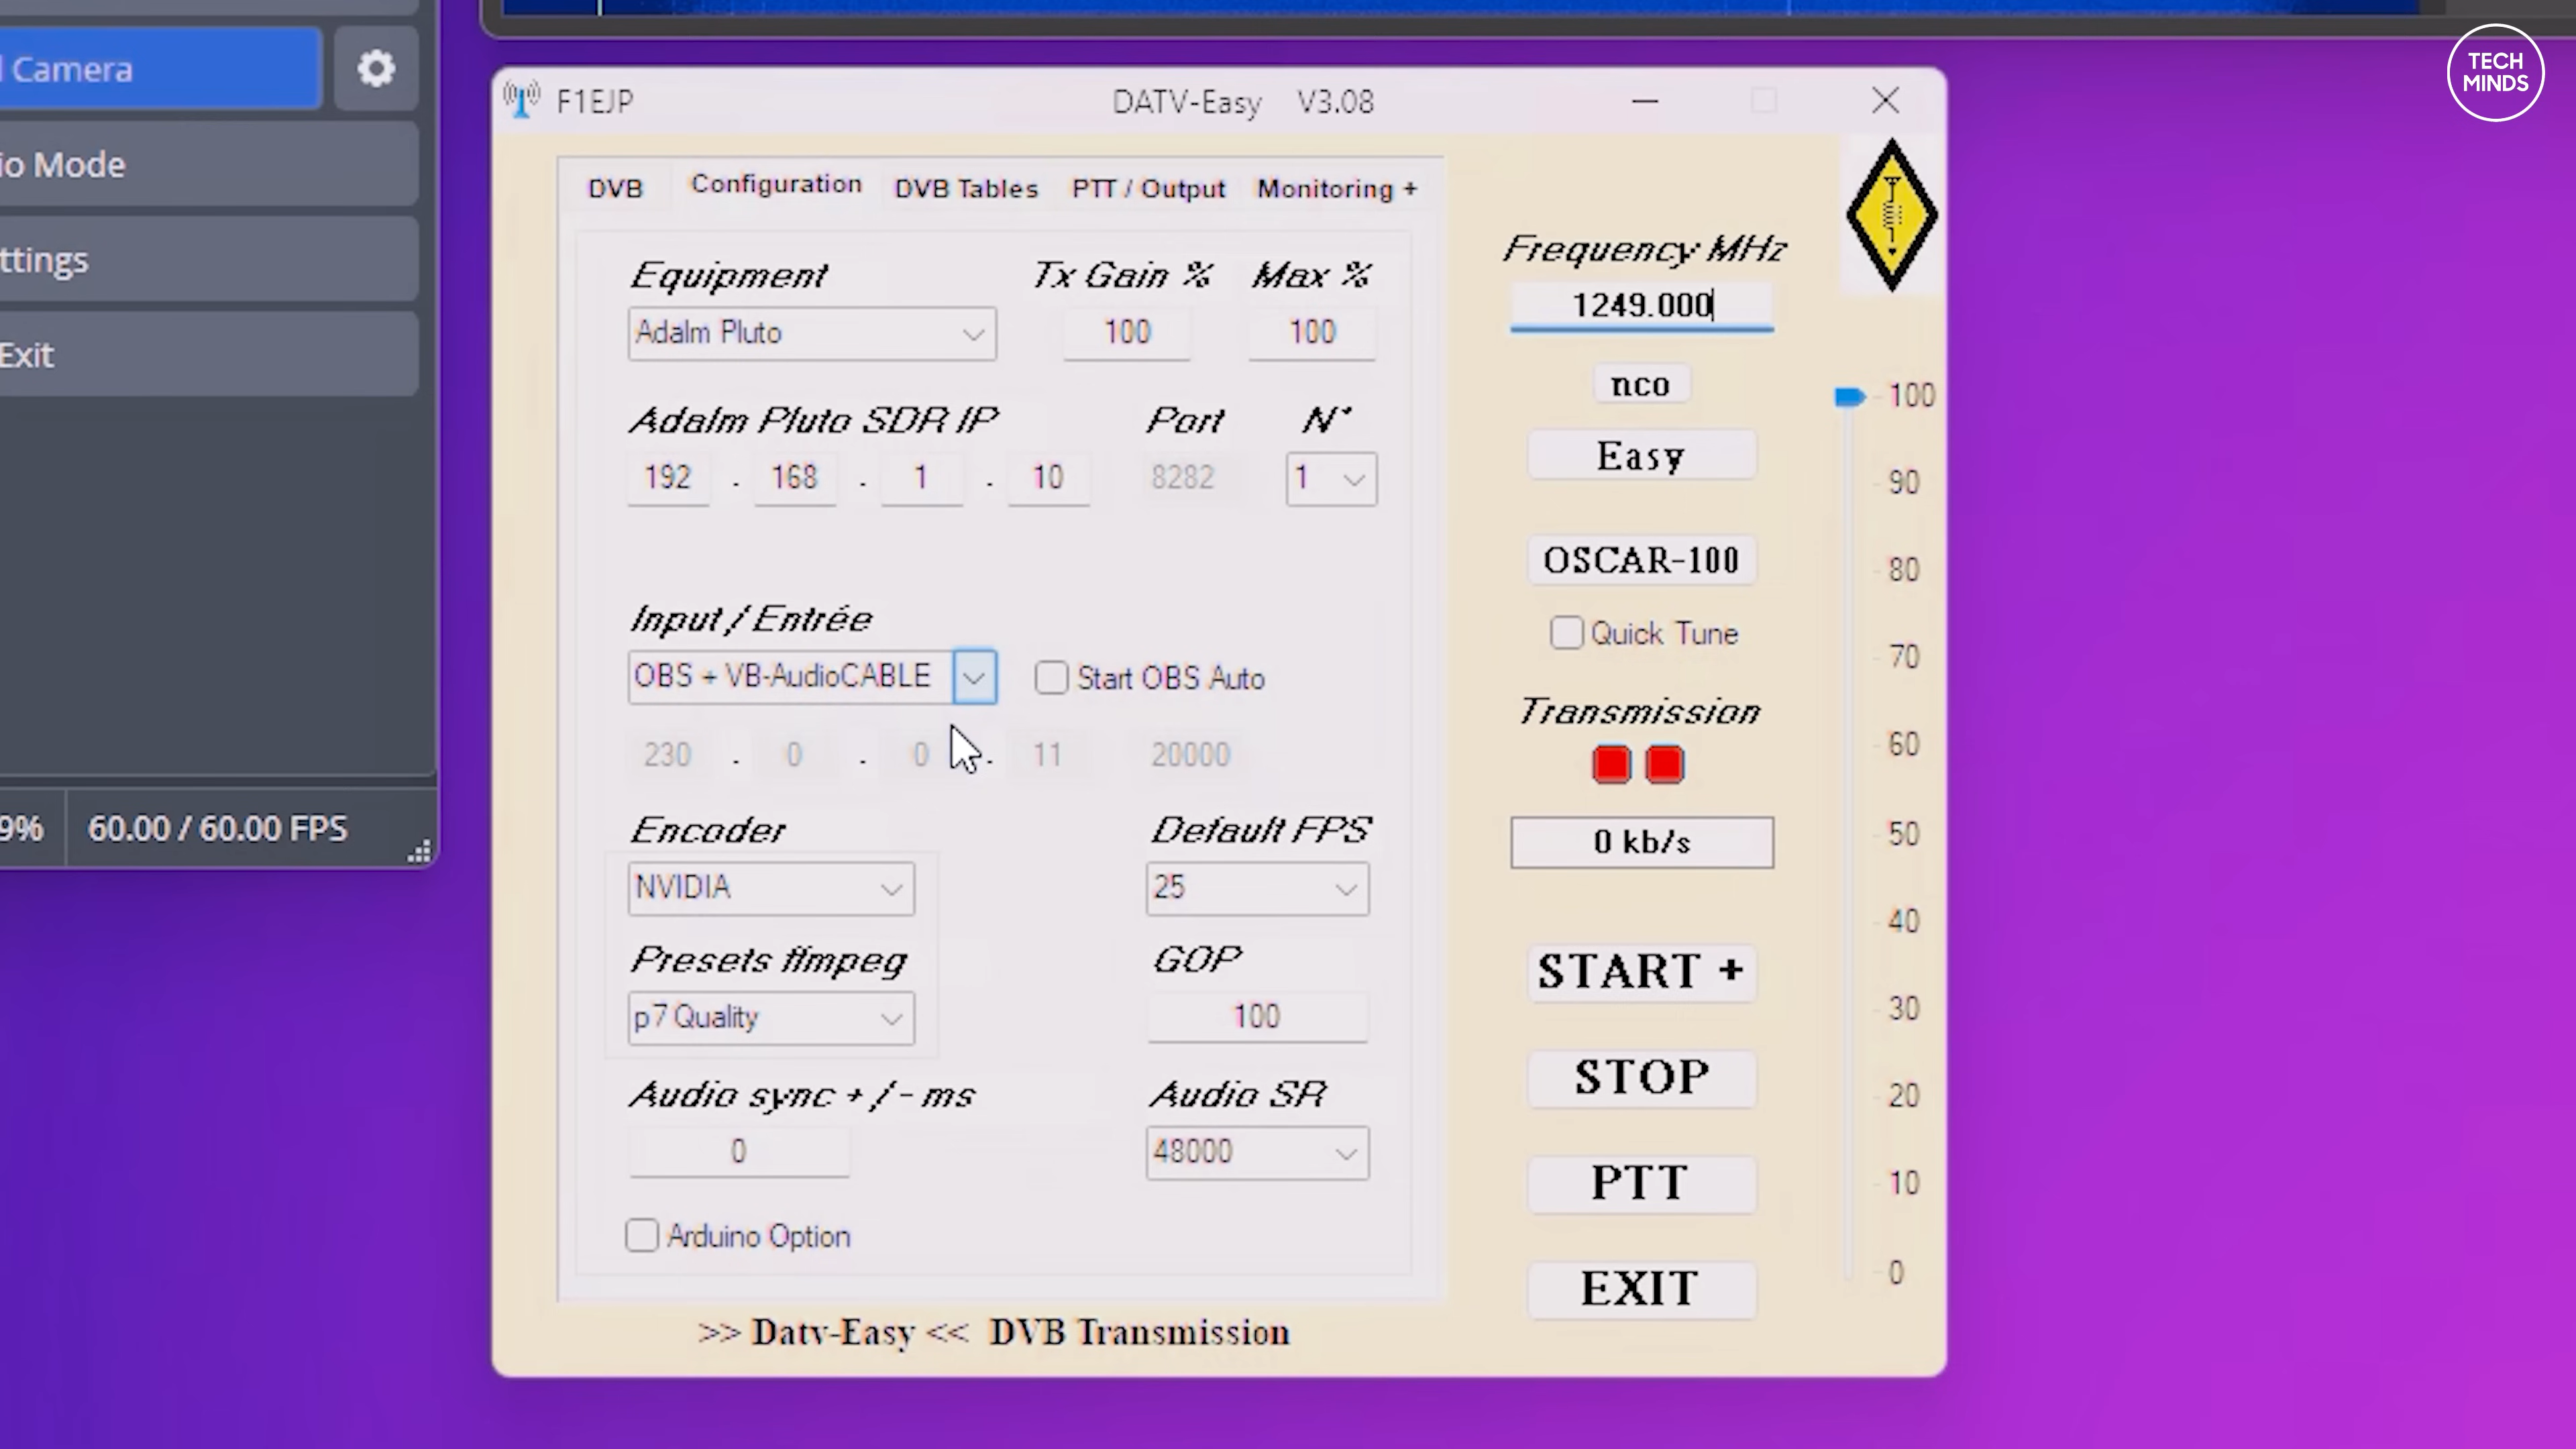 Camera
io Mode
ttings
Exit
9% 60.00 / 60.00 FPS
TECH
MINDS
F1EJP DATV-Easy V3.08
DVB Configuration DVB Tables PTT / Output Monitoring +
Equipment Tx Gain % Max %
Adalm Pluto 100 100
Adalm Pluto SDR IP Port N°
192 . 168 . 1 . 10 8282 1
Input / Entrée
OBS + VB-AudioCABLE Start OBS Auto
230 . 0 . 0 . 11 20000
Encoder Default FPS
NVIDIA 25
Presets ffmpeg GOP
p7 Quality 100
Audio sync + / - ms Audio SR
0 48000
Arduino Option
>> Datv-Easy << DVB Transmission
Frequency MHz
1249.000
nco
Easy
OSCAR-100
Quick Tune
Transmission
0 kb/s
START +
STOP
PTT
EXIT
100
90
80
70
60
50
40
30
20
10
0